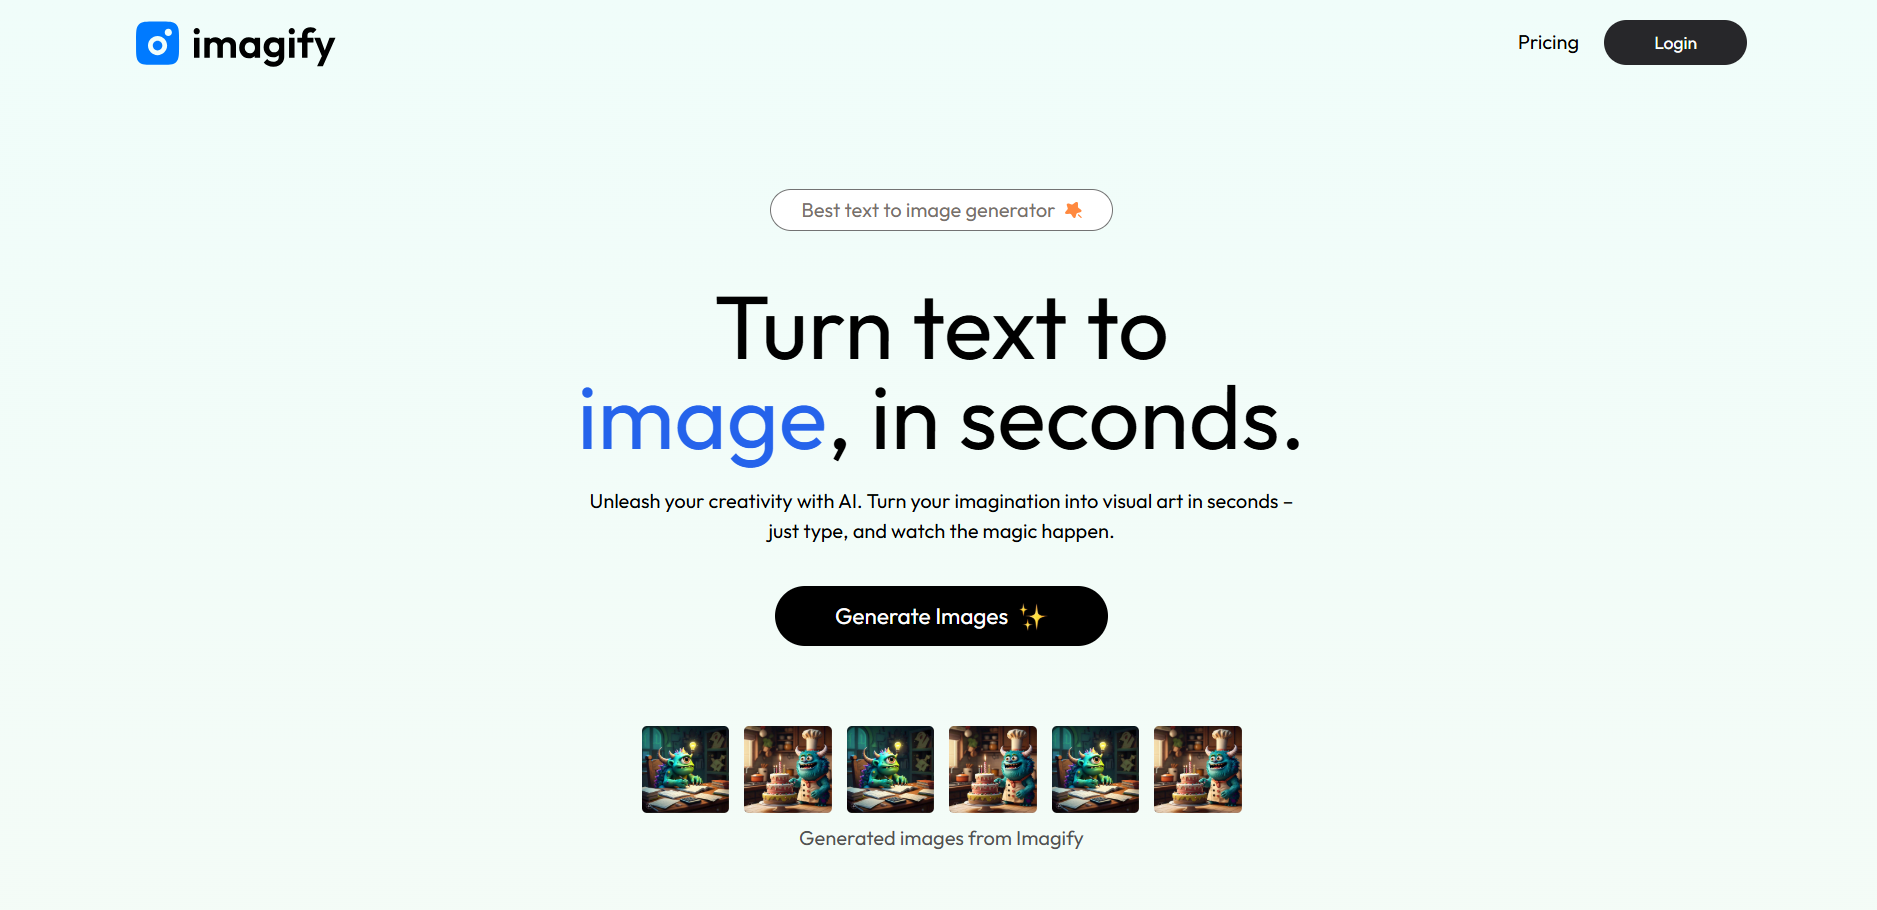 imagify
Pricing
Login
Best text to image generator
Turn text to
image, in seconds.
Unleash your creativity with AI. Turn your imagination into visual art in seconds –
just type, and watch the magic happen.
Generate Images ✨
Generated images from Imagify